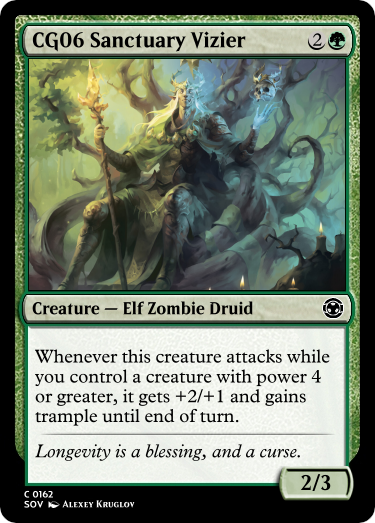 CG06 Sanctuary Vizier 2
Creature — Elf Zombie Druid
Whenever this creature attacks while
you control a creature with power 4
or greater, it gets +2/+1 and gains
trample until end of turn.
Longevity is a blessing, and a curse.
2/3
C 0162
SOV Alexey Kruglov